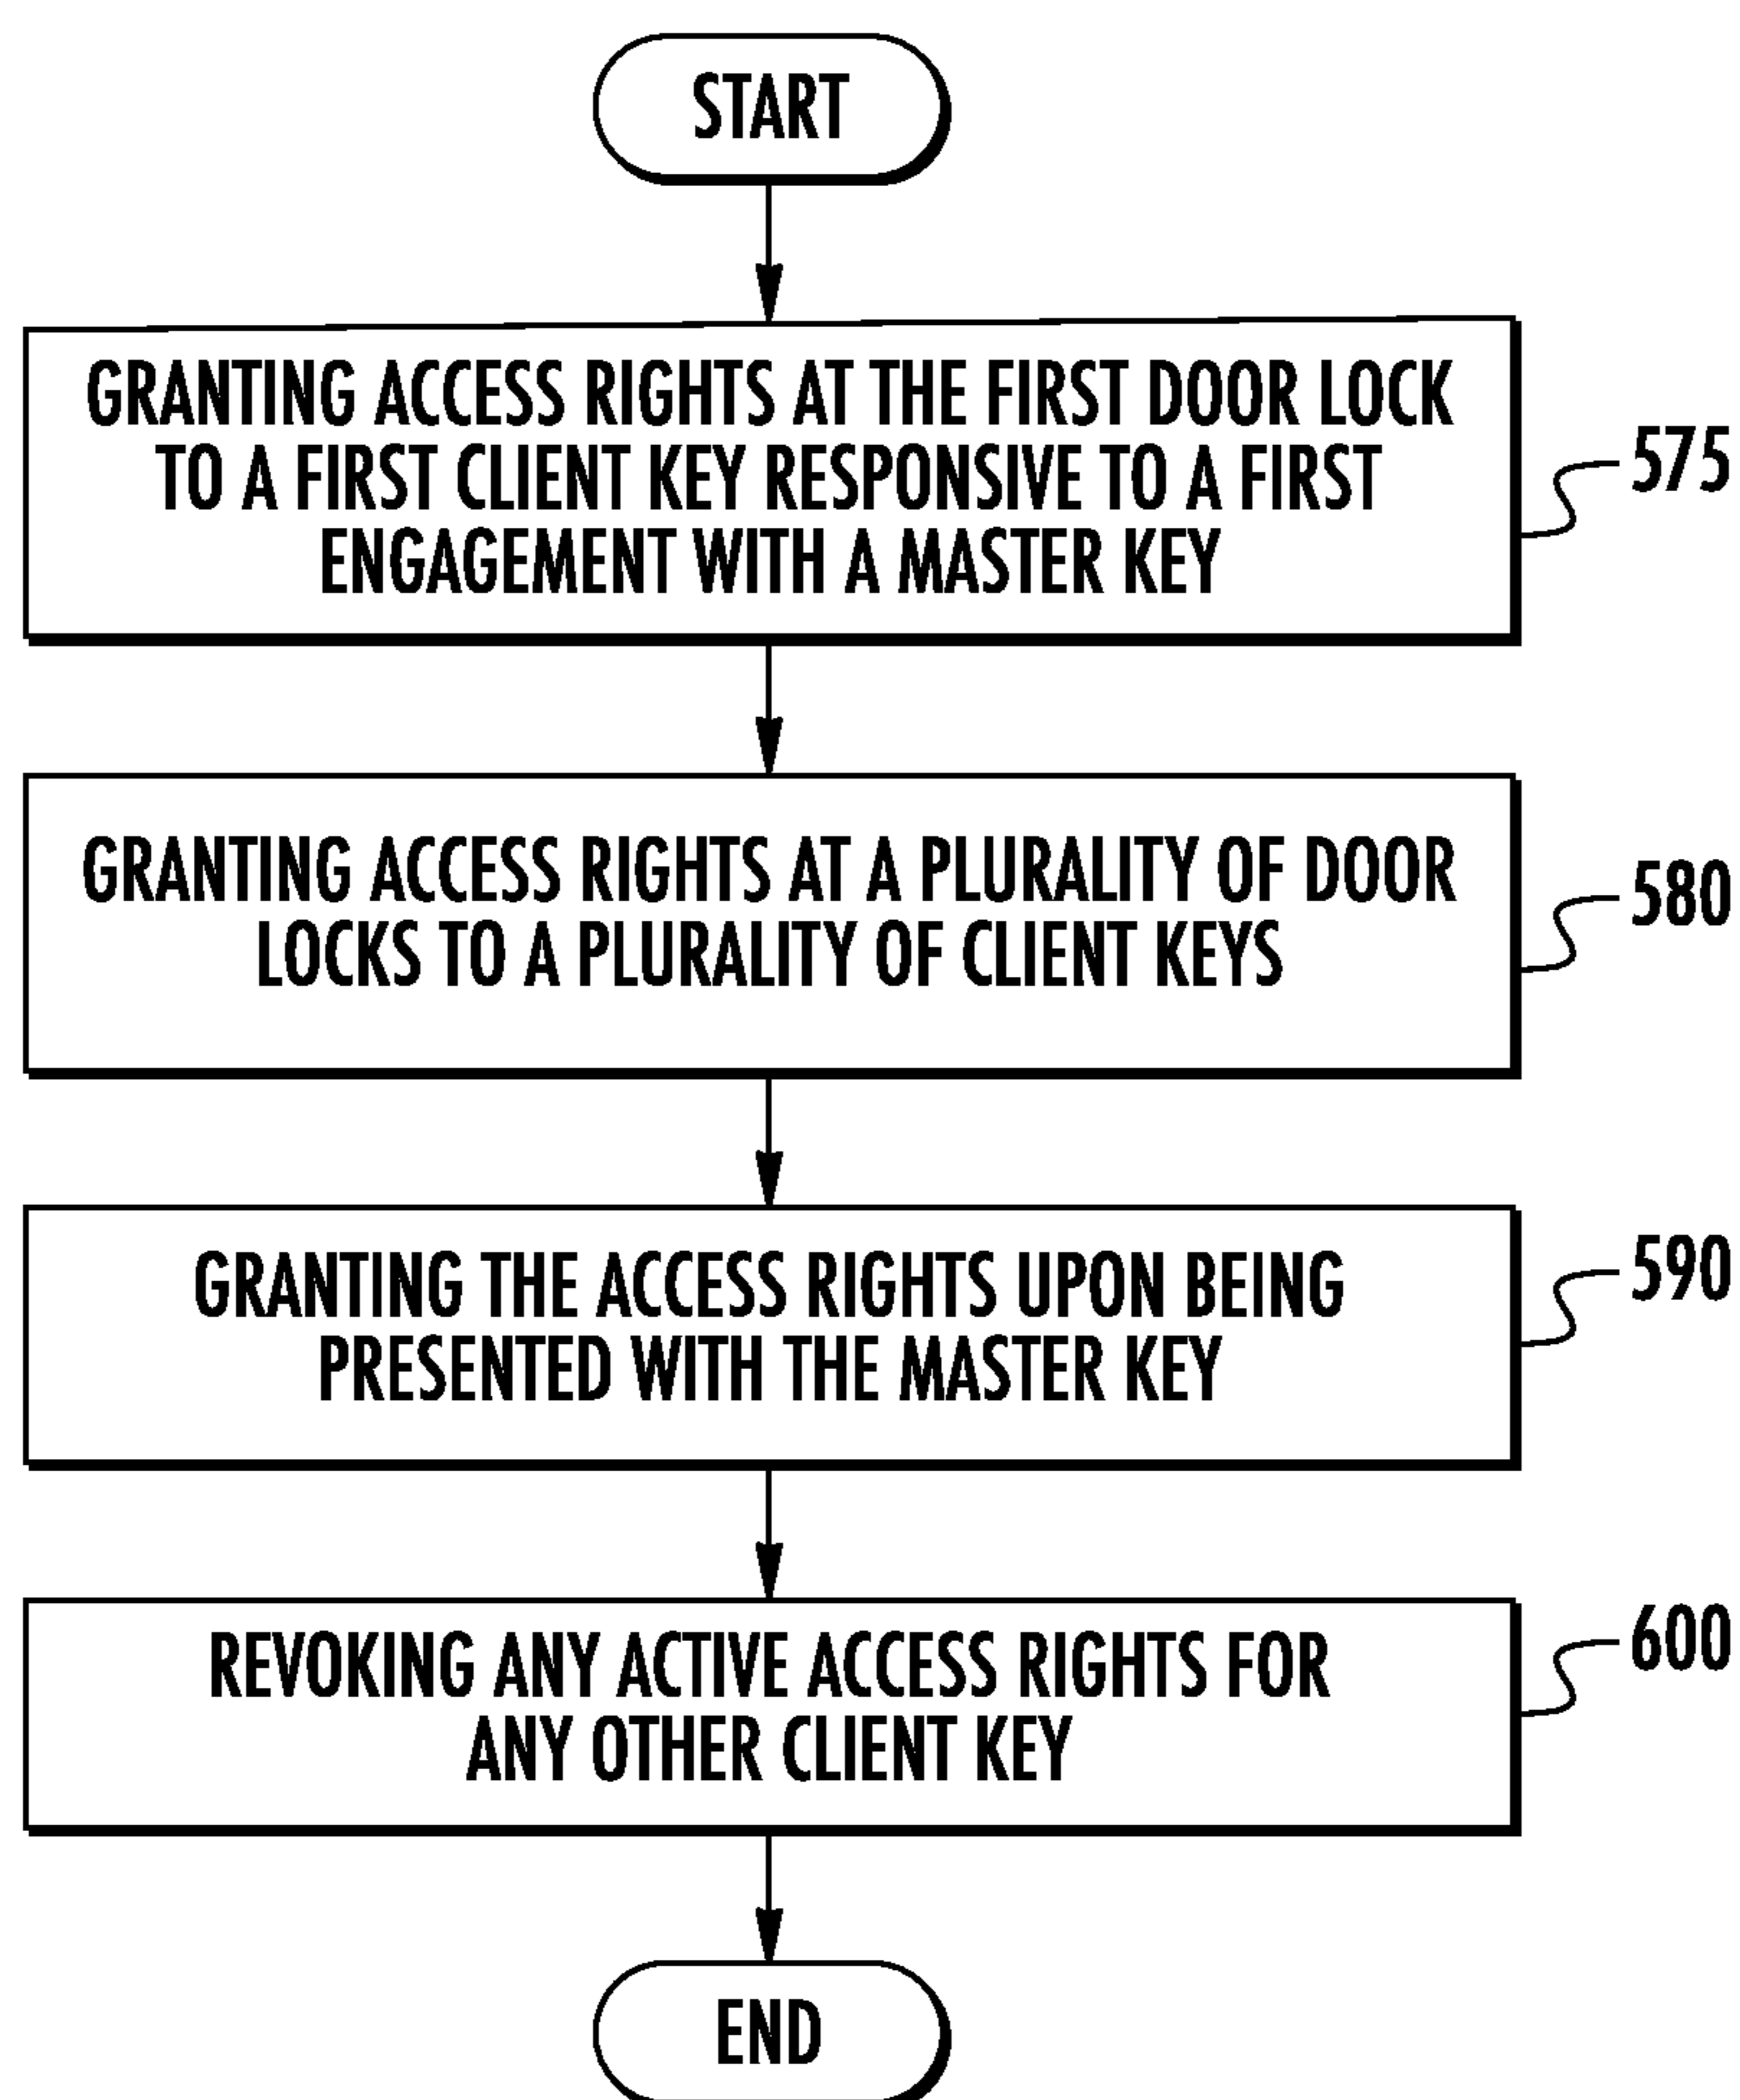 START
GRANTING ACCESS RIGHTS AT THE FIRST DOOR LOCK
TO A FIRST CLIENT KEY RESPONSIVE TO A FIRST
ENGAGEMENT WITH A MASTER KEY
575
GRANTING ACCESS RIGHTS AT A PLURALITY OF DOOR
LOCKS TO A PLURALITY OF CLIENT KEYS
580
GRANTING THE ACCESS RIGHTS UPON BEING
PRESENTED WITH THE MASTER KEY
590
REVOKING ANY ACTIVE ACCESS RIGHTS FOR
ANY OTHER CLIENT KEY
600
END